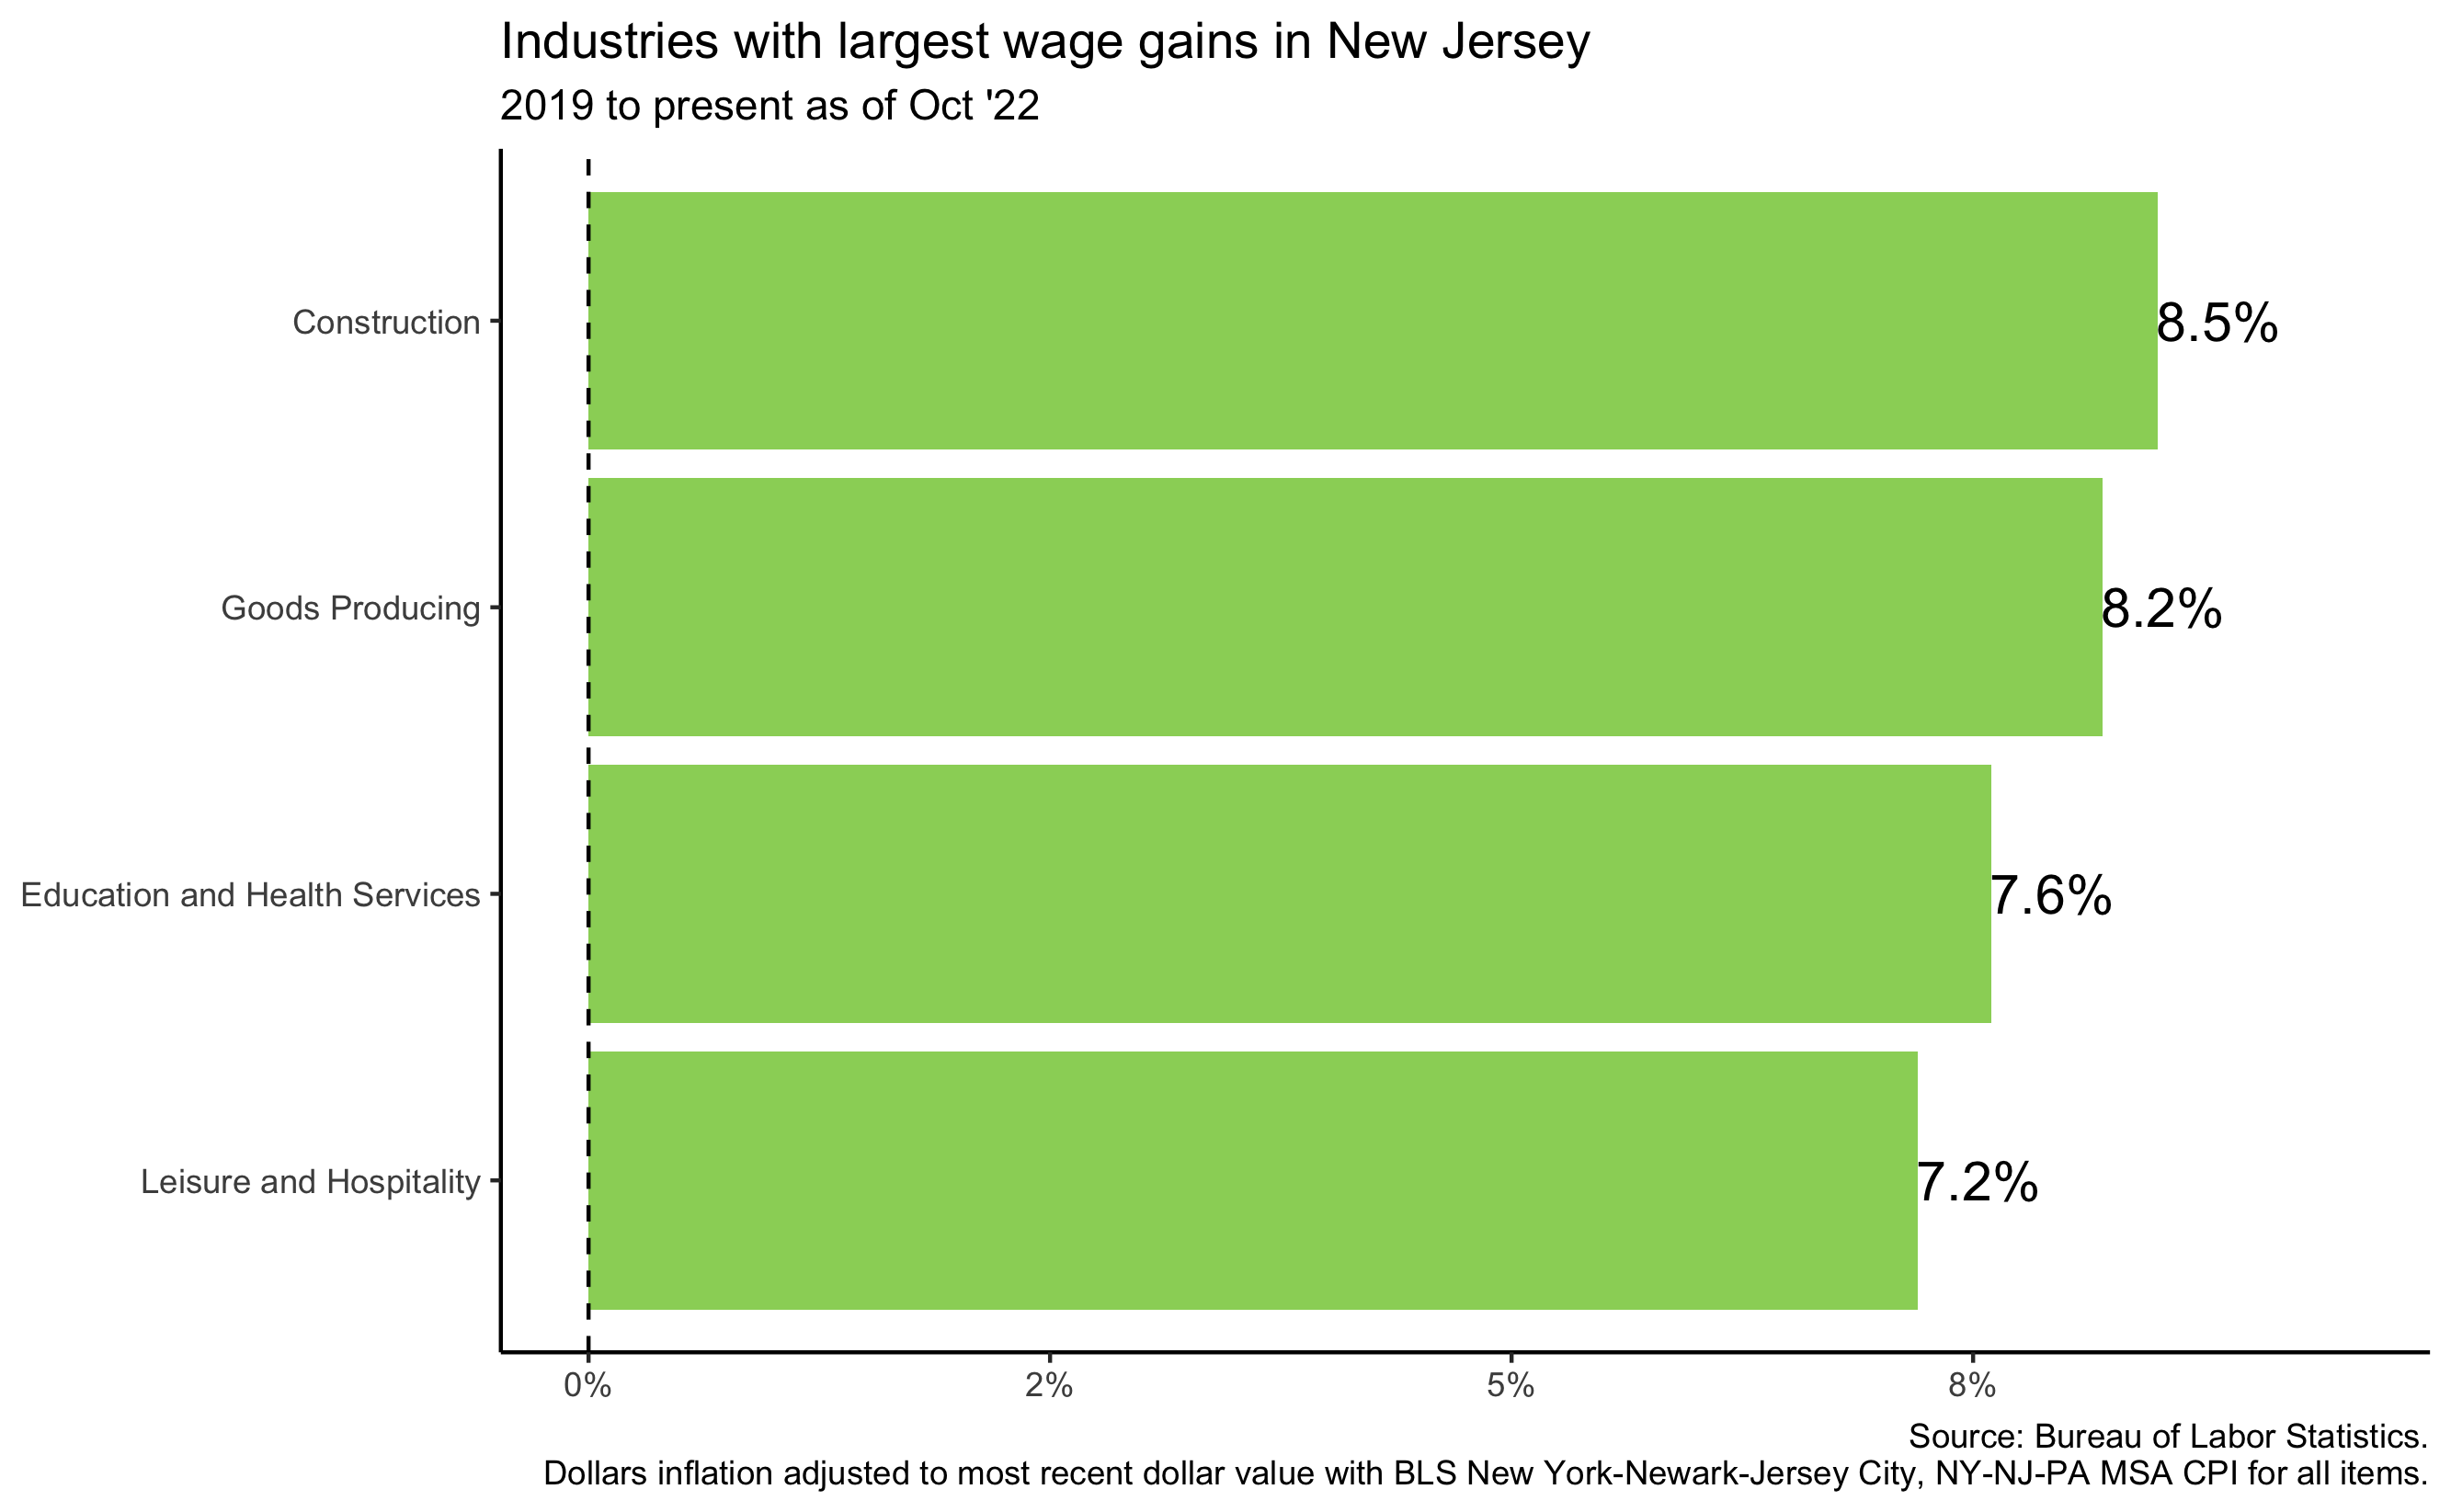 Industries with largest wage gains in New Jersey
2019 to present as of Oct '22
Construction
8.5%
Goods Producing
8.2%
Education and Health Services
7.6%
Leisure and Hospitality
7.2%
0%
2%
5%
8%
Source: Bureau of Labor Statistics.
Dollars inflation adjusted to most recent dollar value with BLS New York-Newark-Jersey City, NY-NJ-PA MSA CPI for all items.